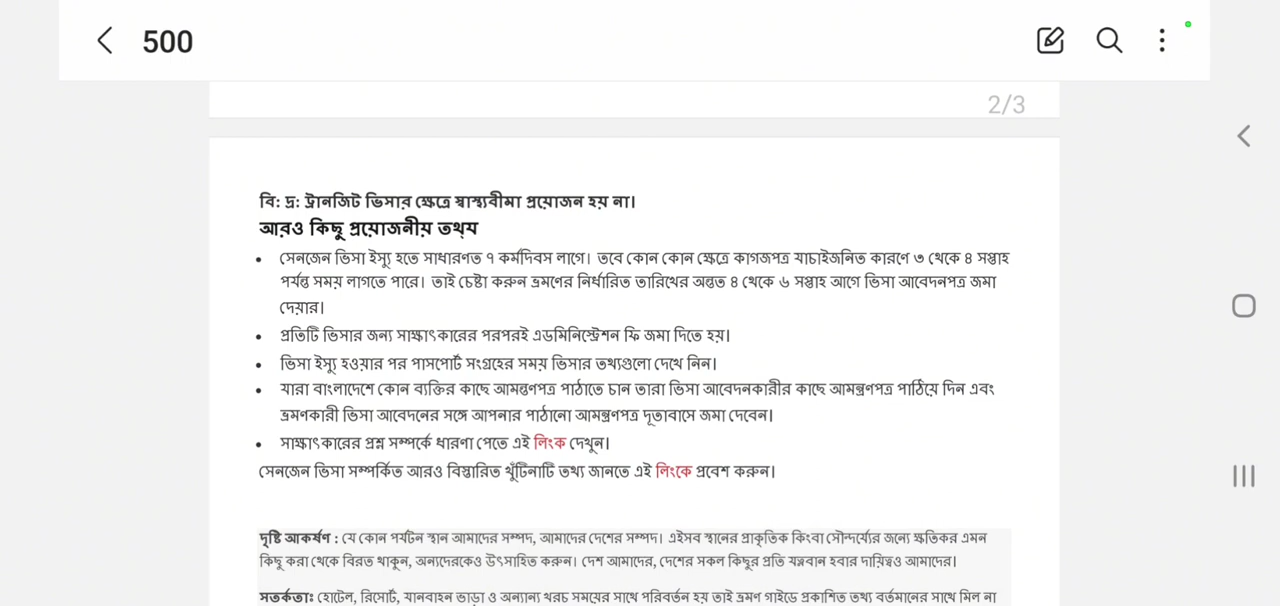 500
2/3
বি: দ্র: ট্রানজিট ভিসার ক্ষেত্রে স্বাস্থ্যবীমা প্রয়োজন হয় না।
আরও কিছু প্রয়োজনীয় তথ্য
• সেনজেন ভিসা ইস্যু হতে সাধারণত ৭ কর্মদিবস লাগে। তবে কোন কোন ক্ষেত্রে কাগজপত্র যাচাইজনিত কারণে ৩ থেকে ৪ সপ্তাহ
পর্যন্ত সময় লাগতে পারে। তাই চেষ্টা করুন ভ্রমণের নির্ধারিত তারিখের অন্তত ৪ থেকে ৬ সপ্তাহ আগে ভিসা আবেদনপত্র জমা
দেয়ার।
• প্রতিটি ভিসার জন্য সাক্ষাৎকারের পরপরই এডমিনিস্ট্রেশন ফি জমা দিতে হয়।
• ভিসা ইস্যু হওয়ার পর পাসপোর্ট সংগ্রহের সময় ভিসার তথ্যগুলো দেখে নিন।
• যারা বাংলাদেশে কোন ব্যক্তির কাছে আমন্তণপত্র পাঠাতে চান তারা ভিসা আবেদনকারীর কাছে আমন্ত্রণপত্র পাঠিয়ে দিন এবং
ভ্রমণকারী ভিসা আবেদনের সঙ্গে আপনার পাঠানো আমন্ত্রণপত্র দূতাবাসে জমা দেবেন।
• সাক্ষাৎকারের প্রশ্ন সম্পর্কে ধারণা পেতে এই লিংক দেখুন।
সেনজেন ভিসা সম্পর্কিত আরও বিস্তারিত খুঁটিনাটি তথ্য জানতে এই লিংকে প্রবেশ করুন।
দৃষ্টি আকর্ষণ : যে কোন পর্যটন স্থান আমাদের সম্পদ, আমাদের দেশের সম্পদ। এইসব স্থানের প্রাকৃতিক কিংবা সৌন্দর্য্যের জন্যে ক্ষতিকর এমন
কিছু করা থেকে বিরত থাকুন, অন্যদেরকেও উৎসাহিত করুন। দেশ আমাদের, দেশের সকল কিছুর প্রতি যত্নবান হবার দায়িত্বও আমাদের।
সতর্কতাঃ হোটেল, রিসোর্ট, যানবাহন ভাড়া ও অন্যান্য খরচ সময়ের সাথে পরিবর্তন হয় তাই ভ্রমণ গাইডে প্রকাশিত তথ্য বর্তমানের সাথে মিল না